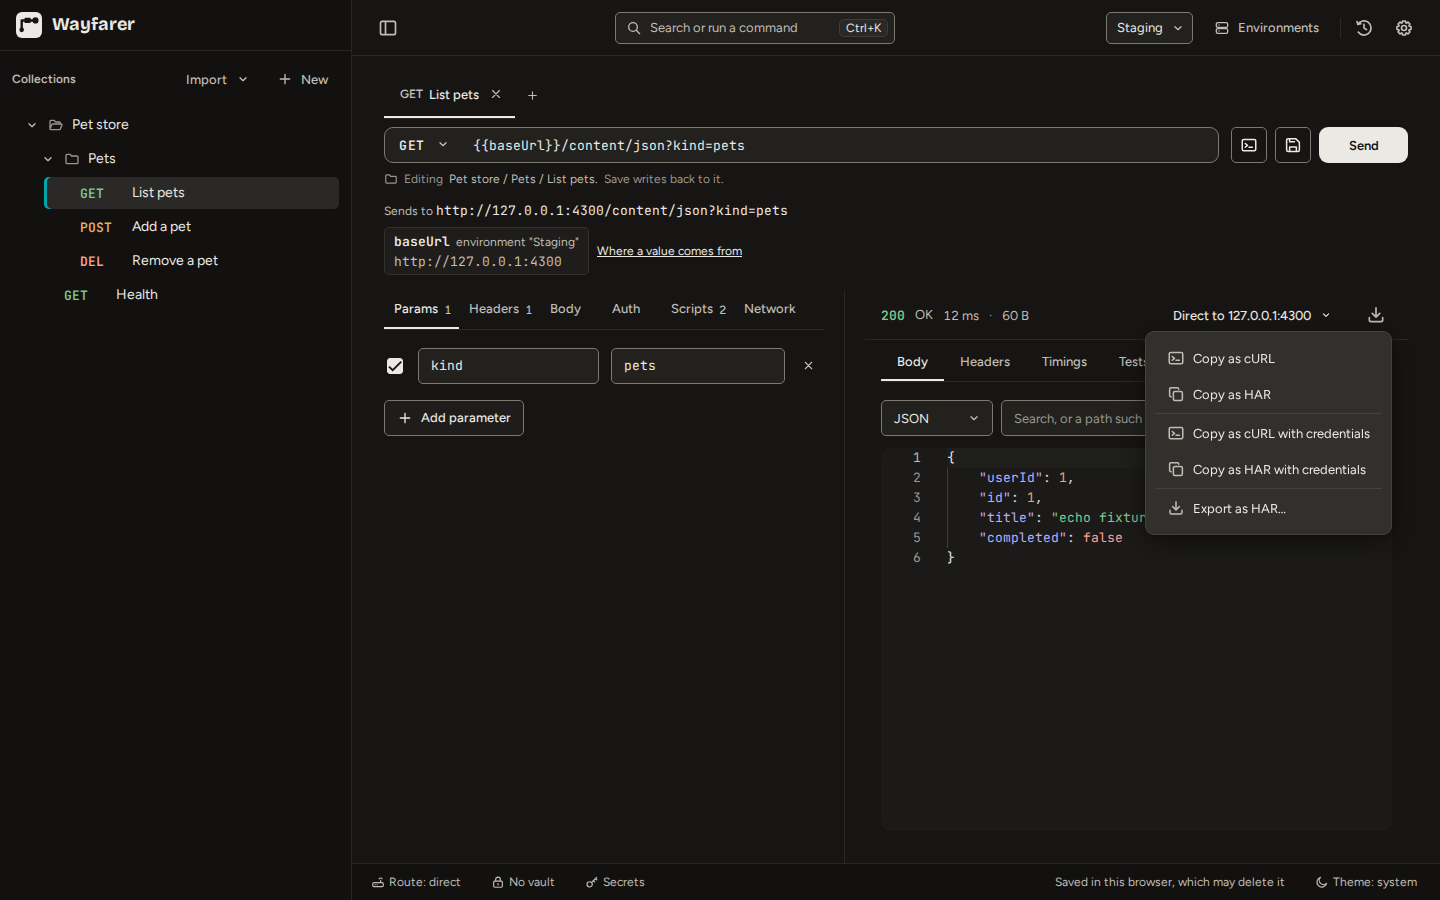 Wayfarer
Search or run a command Ctrl+K
Staging
Environments
Collections
Import
New
Pet store
Pets
GET List pets
POST Add a pet
DEL Remove a pet
GET Health
GET List pets
GET {{baseUrl}}/content/json?kind=pets
Send
Editing Pet store / Pets / List pets. Save writes back to it.
Sends to http://127.0.0.1:4300/content/json?kind=pets
baseUrl environment "Staging"
http://127.0.0.1:4300
Where a value comes from
Params 1 Headers 1 Body Auth Scripts 2 Network
kind pets
Add parameter
200 OK 12 ms · 60 B
Direct to 127.0.0.1:4300
Body Headers Timings Tests
JSON
Search, or a path such
1 {
2 "userId": 1,
3 "id": 1,
4 "title": "echo fixtur
5 "completed": false
6 }
Copy as cURL
Copy as HAR
Copy as cURL with credentials
Copy as HAR with credentials
Export as HAR...
Route: direct
No vault
Secrets
Saved in this browser, which may delete it
Theme: system